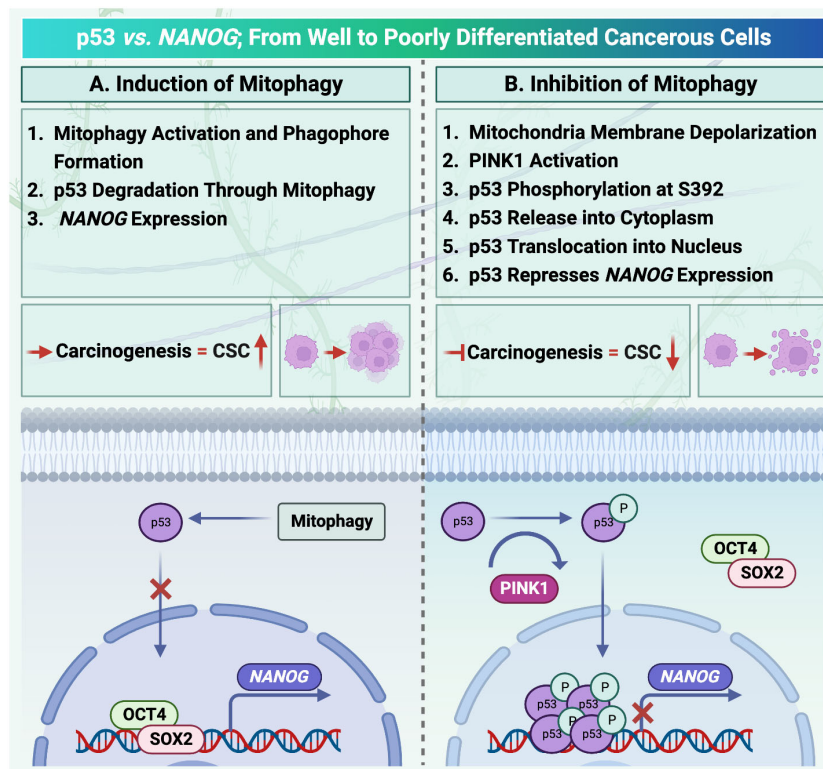 p53 vs. NANOG; From Well to Poorly Differentiated Cancerous Cells
A. Induction of Mitophagy
1. Mitophagy Activation and Phagophore
Formation
2. p53 Degradation Through Mitophagy
3. NANOG Expression
Carcinogenesis = CSC
B. Inhibition of Mitophagy
1. Mitochondria Membrane Depolarization
2. PINK1 Activation
3. p53 Phosphorylation at S392
4. p53 Release into Cytoplasm
5. p53 Translocation into Nucleus
6. p53 Represses NANOG Expression
Carcinogenesis = CSC
p53
Mitophagy
NANOG
OCT4
SOX2
p53
p53
P
PINK1
OCT4
SOX2
NANOG
P
P
p53
p53
P
P
p53
p53